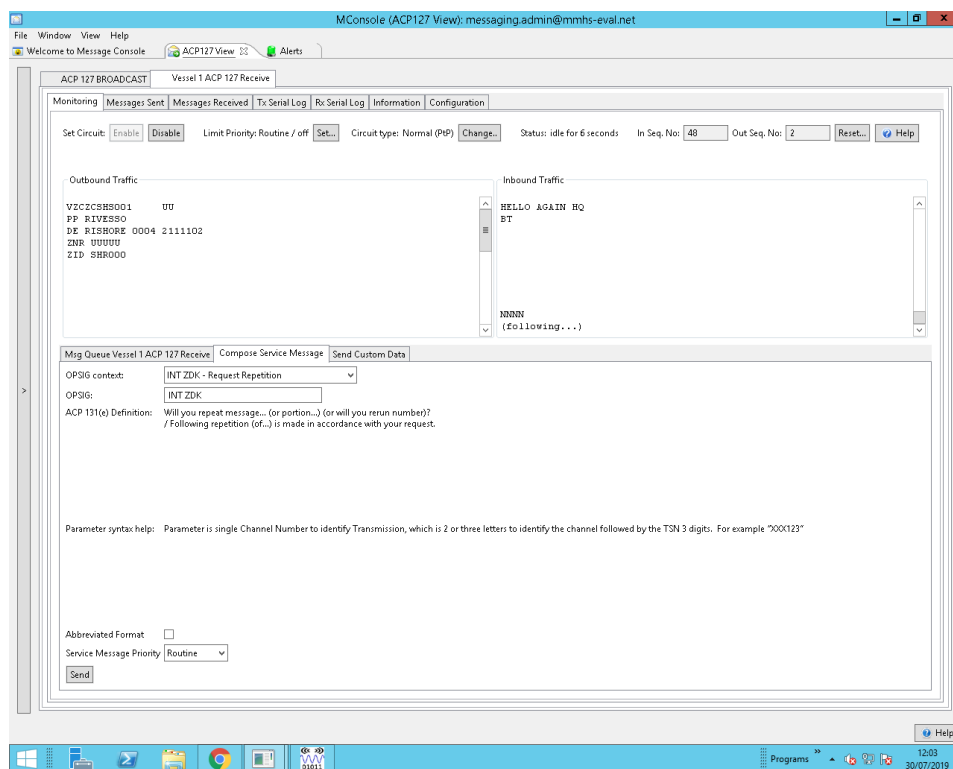 MConsole (ACP127 View): messaging.admin@mmhs-eval.net
File Window View Help
Welcome to Message Console ACP127 View Alerts
ACP 127 BROADCAST Vessel 1 ACP 127 Receive
Monitoring Messages Sent Messages Received Tx Serial Log Rx Serial Log Information Configuration
Set Circuit: Enable Disable Limit Priority: Routine / off Set... Circuit type: Normal (PtP) Change.. Status: idle for 6 seconds In Seq. No: 48 Out Seq. No: 2 Reset... Help
Outbound Traffic
VZCZCSHS001 UU
PP RIVESSO
DE RISHORE 0004 2111102
ZNR UUUUU
ZID SHR000
Inbound Traffic
HELLO AGAIN HQ
BT
NNNN
(following...)
Msg Queue Vessel 1 ACP 127 Receive Compose Service Message Send Custom Data
OPSIG context: INT ZDK - Request Repetition
OPSIG: INT ZDK
ACP 131(e) Definition: Will you repeat message... (or portion...) (or will you rerun number)?
/ Following repetition (of...) is made in accordance with your request.
Parameter syntax help: Parameter is single Channel Number to identify Transmission, which is 2 or three letters to identify the channel followed by the TSN 3 digits. For example "XXX123"
Abbreviated Format
Service Message Priority Routine
Send
Help
Programs 12:03
30/07/2019